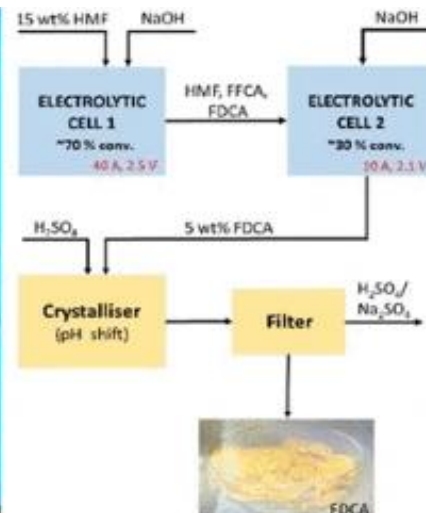 15 wt% HMF
NaOH
NaOH
ELECTROLYTIC
CELL 1
~70 % conv.
40 A, 2.5 V
HMF, FFCA,
FDCA
ELECTROLYTIC
CELL 2
~30 % conv.
10 A, 2.1 V
H₂SO₄
5 wt% FDCA
Crystalliser
(pH shift)
Filter
H₂SO₄/
Na₂SO₄
FDCA